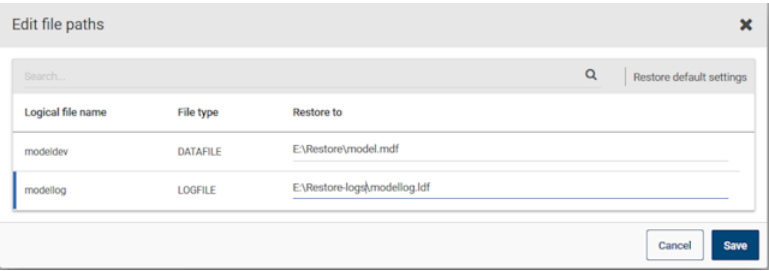 Edit file paths
Search...
Restore default settings
Logical file name File type Restore to
modeldev DATAFILE E:\Restore\model.mdf
modellog LOGFILE E:\Restore-logs\modellog.ldf
Cancel Save